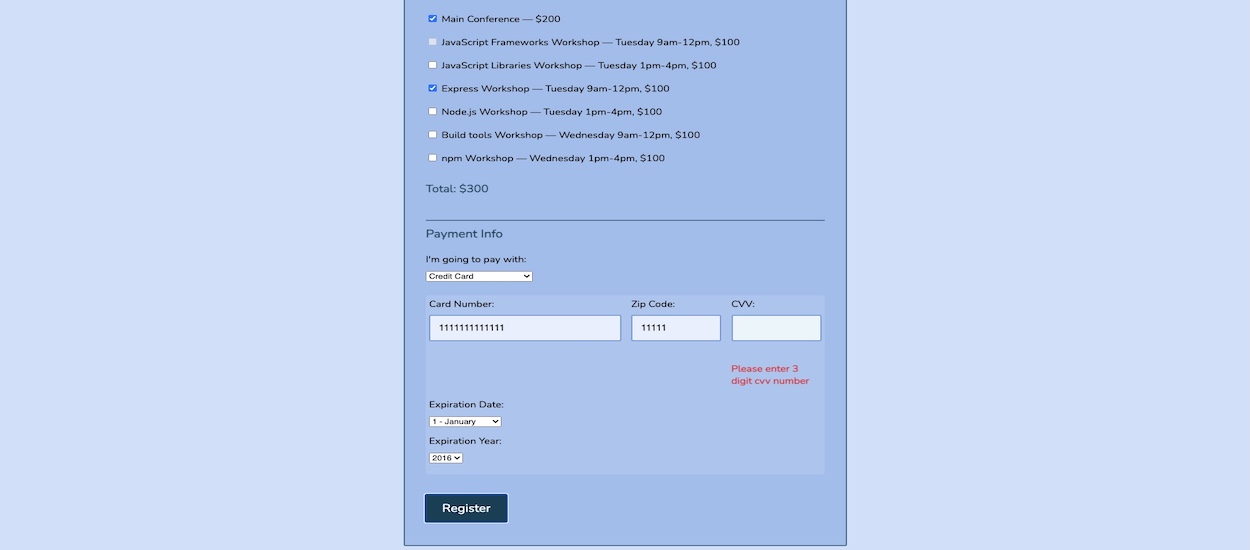 Main Conference — $200
JavaScript Frameworks Workshop — Tuesday 9am-12pm, $100
JavaScript Libraries Workshop — Tuesday 1pm-4pm, $100
Express Workshop — Tuesday 9am-12pm, $100
Node.js Workshop — Tuesday 1pm-4pm, $100
Build tools Workshop — Wednesday 9am-12pm, $100
npm Workshop — Wednesday 1pm-4pm, $100
Total: $300
Payment Info
I'm going to pay with:
Credit Card
Card Number: Zip Code: CVV:
1111111111111 11111
Please enter 3
digit cvv number
Expiration Date:
1 - January
Expiration Year:
2016
Register